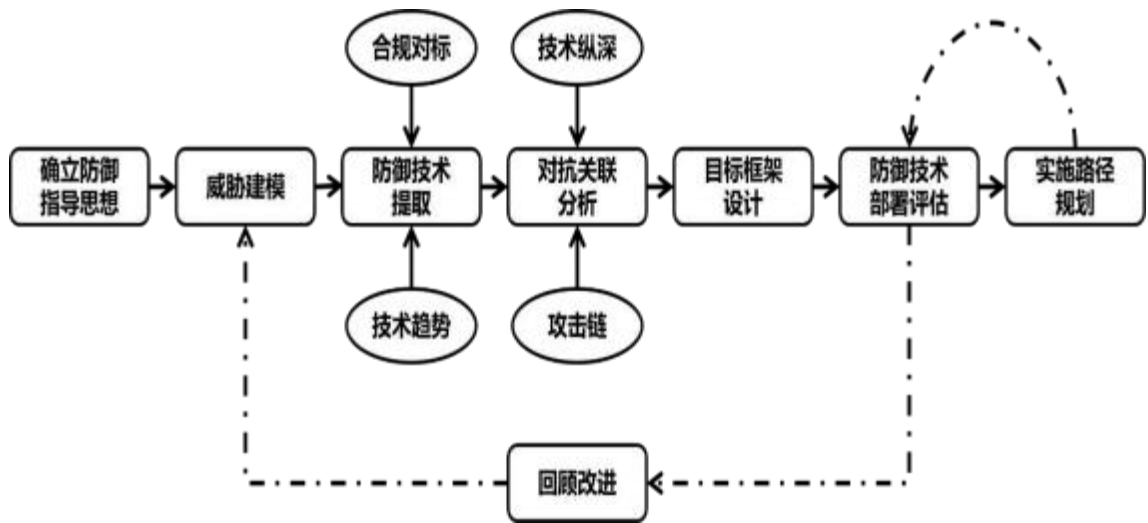 合规对标
技术纵深
确立防御
指导思想
威胁建模
防御技术
提取
对抗关联
分析
目标框架
设计
防御技术
部署评估
实施路径
规划
技术趋势
攻击链
回顾改进